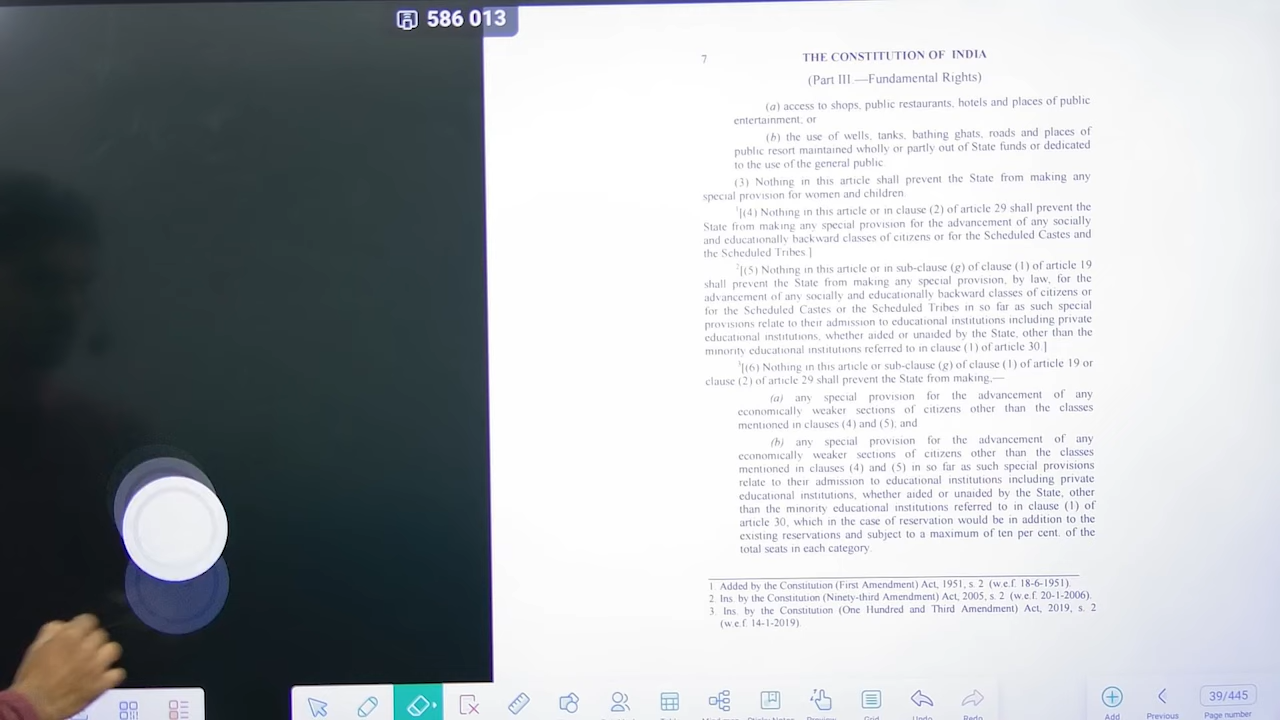 586 013
7 THE CONSTITUTION OF INDIA
(Part III.—Fundamental Rights)
(a) access to shops, public restaurants, hotels and places of public
entertainment; or
(b) the use of wells, tanks, bathing ghats, roads and places of
public resort maintained wholly or partly out of State funds or dedicated
to the use of the general public.
(3) Nothing in this article shall prevent the State from making any
special provision for women and children.
1[(4) Nothing in this article or in clause (2) of article 29 shall prevent the
State from making any special provision for the advancement of any socially
and educationally backward classes of citizens or for the Scheduled Castes and
the Scheduled Tribes.]
2[(5) Nothing in this article or in sub-clause (g) of clause (1) of article 19
shall prevent the State from making any special provision, by law, for the
advancement of any socially and educationally backward classes of citizens or
for the Scheduled Castes or the Scheduled Tribes in so far as such special
provisions relate to their admission to educational institutions including private
educational institutions, whether aided or unaided by the State, other than the
minority educational institutions referred to in clause (1) of article 30.]
3[(6) Nothing in this article or sub-clause (g) of clause (1) of article 19 or
clause (2) of article 29 shall prevent the State from making,—
(a) any special provision for the advancement of any
economically weaker sections of citizens other than the classes
mentioned in clauses (4) and (5); and
(b) any special provision for the advancement of any
economically weaker sections of citizens other than the classes
mentioned in clauses (4) and (5) in so far as such special provisions
relate to their admission to educational institutions including private
educational institutions, whether aided or unaided by the State, other
than the minority educational institutions referred to in clause (1) of
article 30, which in the case of reservation would be in addition to the
existing reservations and subject to a maximum of ten per cent. of the
total seats in each category.
1. Added by the Constitution (First Amendment) Act, 1951, s. 2 (w.e.f. 18-6-1951).
2. Ins. by the Constitution (Ninety-third Amendment) Act, 2005, s. 2 (w.e.f. 20-1-2006).
3. Ins. by the Constitution (One Hundred and Third Amendment) Act, 2019, s. 2
(w.e.f. 14-1-2019).
39/445
Add Previous Page number